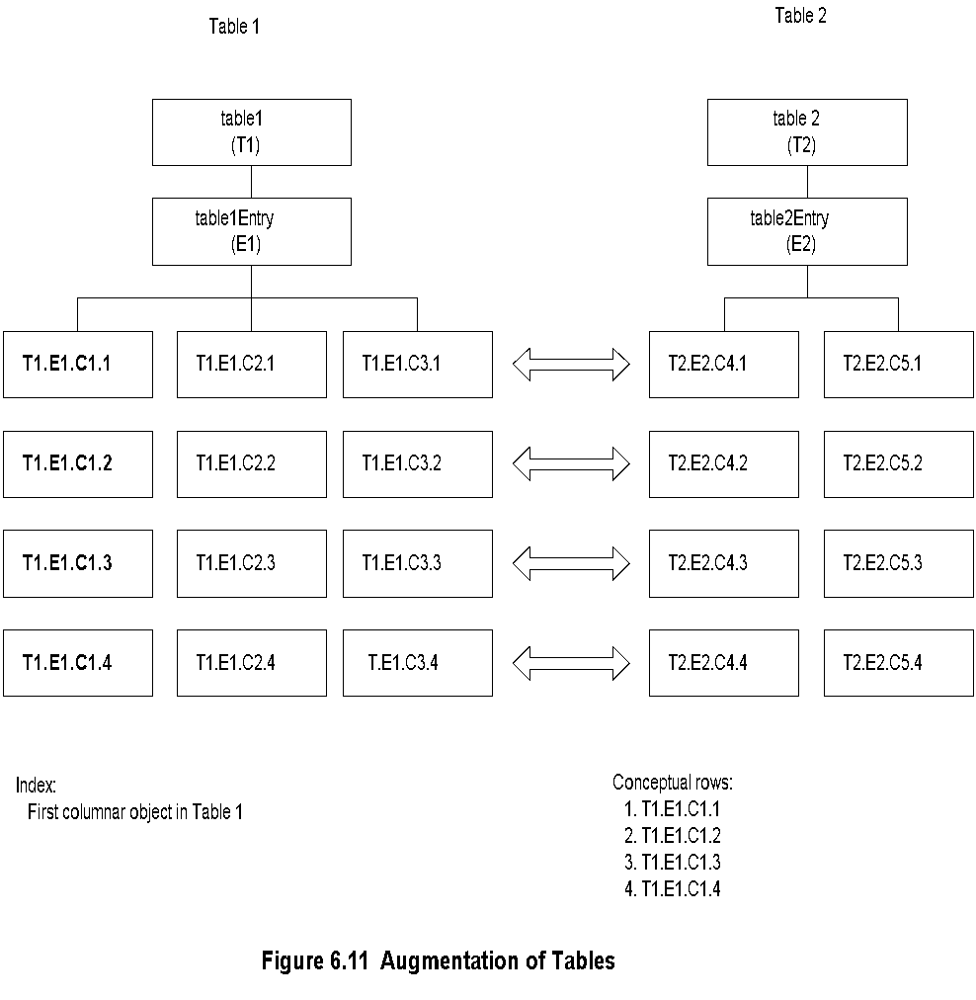 Table 1
Table 2
table1
(T1)
table 2
(T2)
table1Entry
(E1)
table2Entry
(E2)
T1.E1.C1.1 T1.E1.C2.1 T1.E1.C3.1 T2.E2.C4.1 T2.E2.C5.1
T1.E1.C1.2 T1.E1.C2.2 T1.E1.C3.2 T2.E2.C4.2 T2.E2.C5.2
T1.E1.C1.3 T1.E1.C2.3 T1.E1.C3.3 T2.E2.C4.3 T2.E2.C5.3
T1.E1.C1.4 T1.E1.C2.4 T.E1.C3.4 T2.E2.C4.4 T2.E2.C5.4
Index:
First columnar object in Table 1
Conceptual rows:
1. T1.E1.C1.1
2. T1.E1.C1.2
3. T1.E1.C1.3
4. T1.E1.C1.4
Figure 6.11 Augmentation of Tables